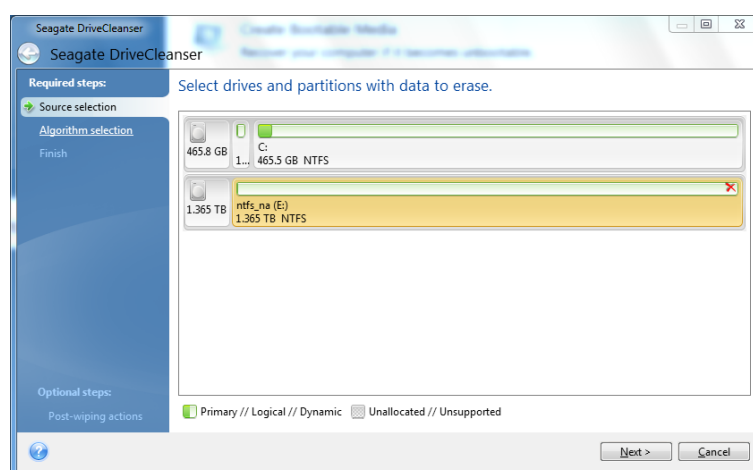 Seagate DriveCleanser
Create Bootable Media
Seagate DriveCleanser
Recover your computer if it becomes unbootable
Required steps:
Source selection
Algorithm selection
Finish
Select drives and partitions with data to erase.
465.8 GB
1...
C:
465.5 GB NTFS
1.365 TB
ntfs_na (E:)
1.365 TB NTFS
Optional steps:
Post-wiping actions
Primary // Logical // Dynamic
Unallocated // Unsupported
?
Next >
Cancel